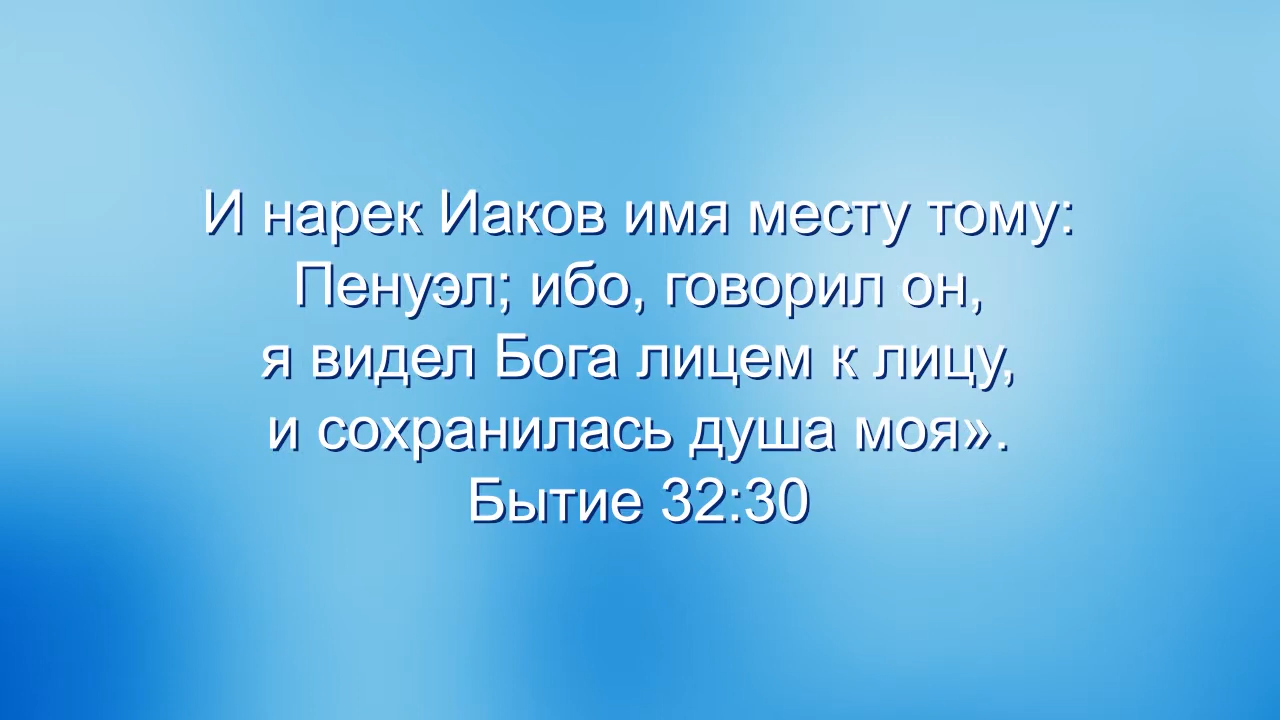 И нарек Иаков имя месту тому:
Пенуэл; ибо, говорил он,
я видел Бога лицем к лицу,
и сохранилась душа моя».
Бытие 32:30